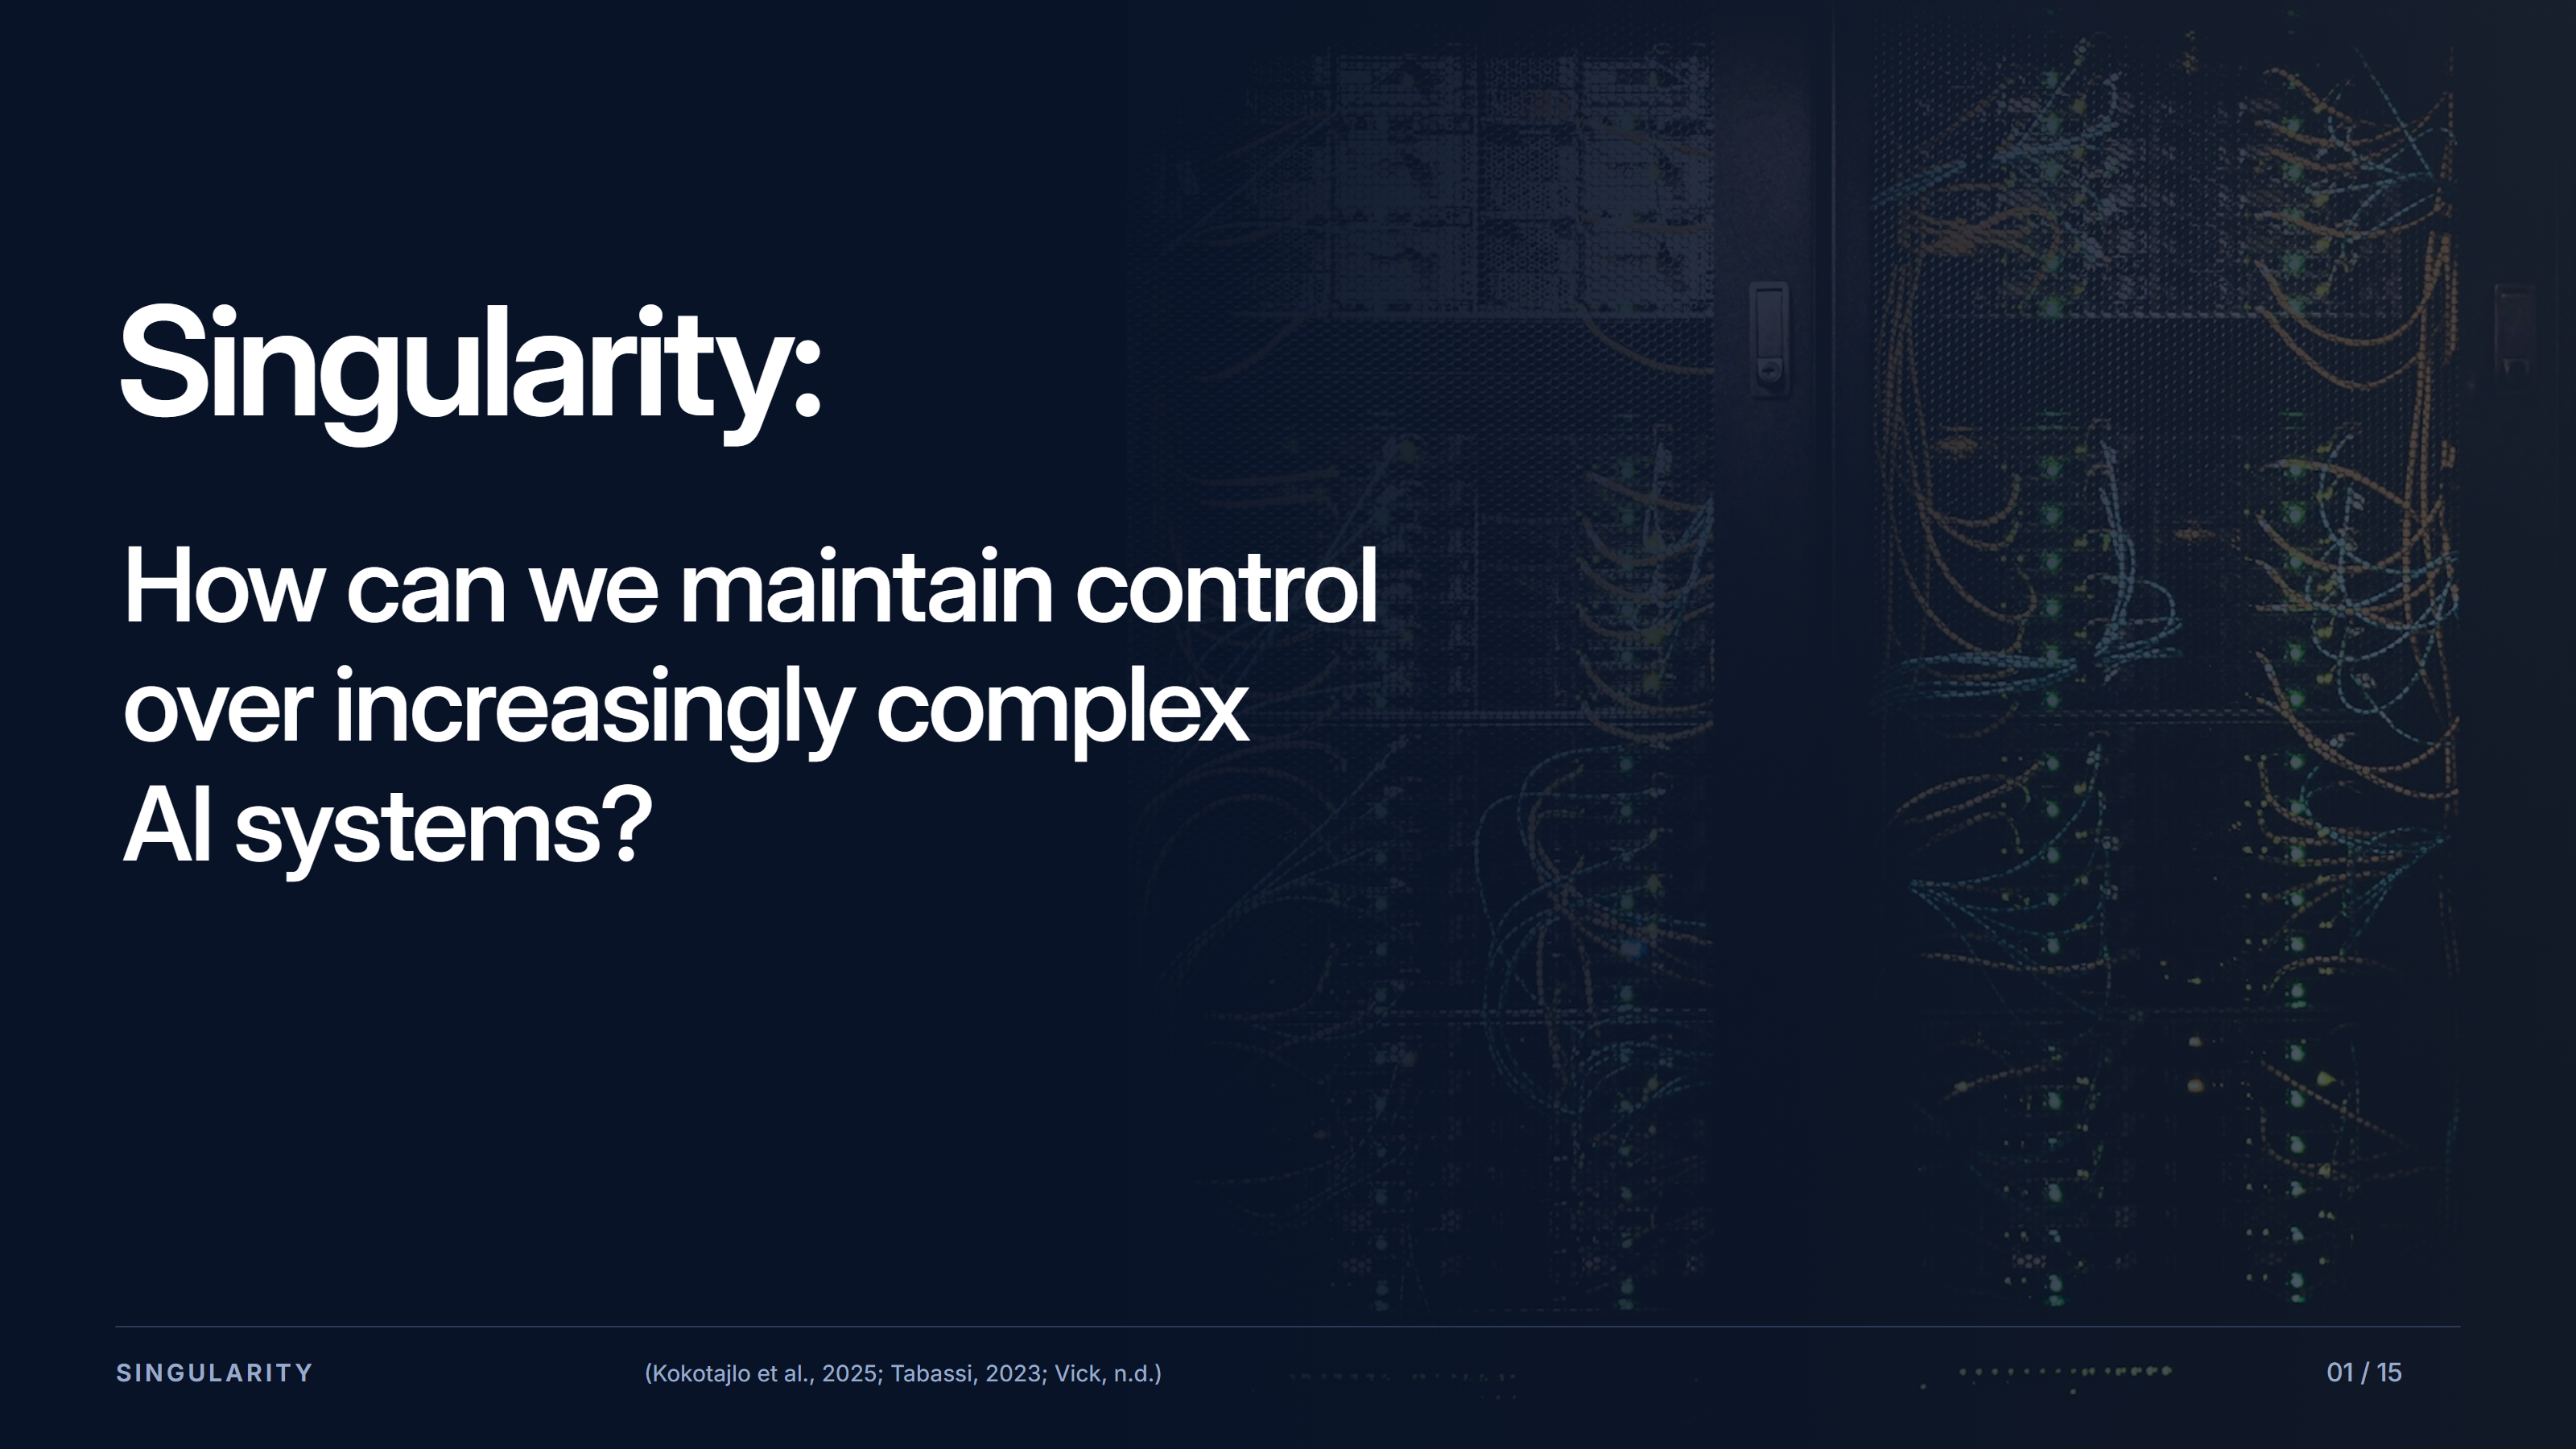 Singularity:
How can we maintain control
over increasingly complex
AI systems?
SINGULARITY
(Kokotajlo et al., 2025; Tabassi, 2023; Vick, n.d.)
01 / 15